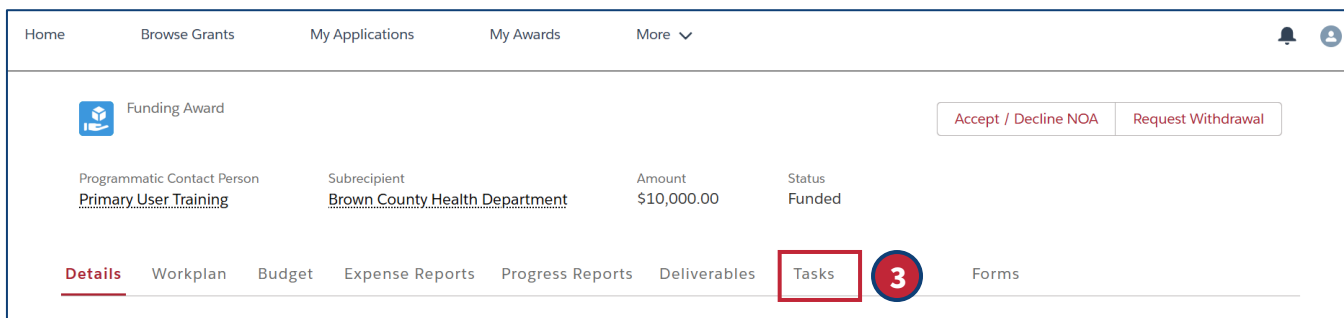 Home Browse Grants My Applications My Awards More
Funding Award
Accept / Decline NOA Request Withdrawal
Programmatic Contact Person Subrecipient Amount Status
Primary User Training Brown County Health Department $10,000.00 Funded
Details Workplan Budget Expense Reports Progress Reports Deliverables Tasks 3 Forms